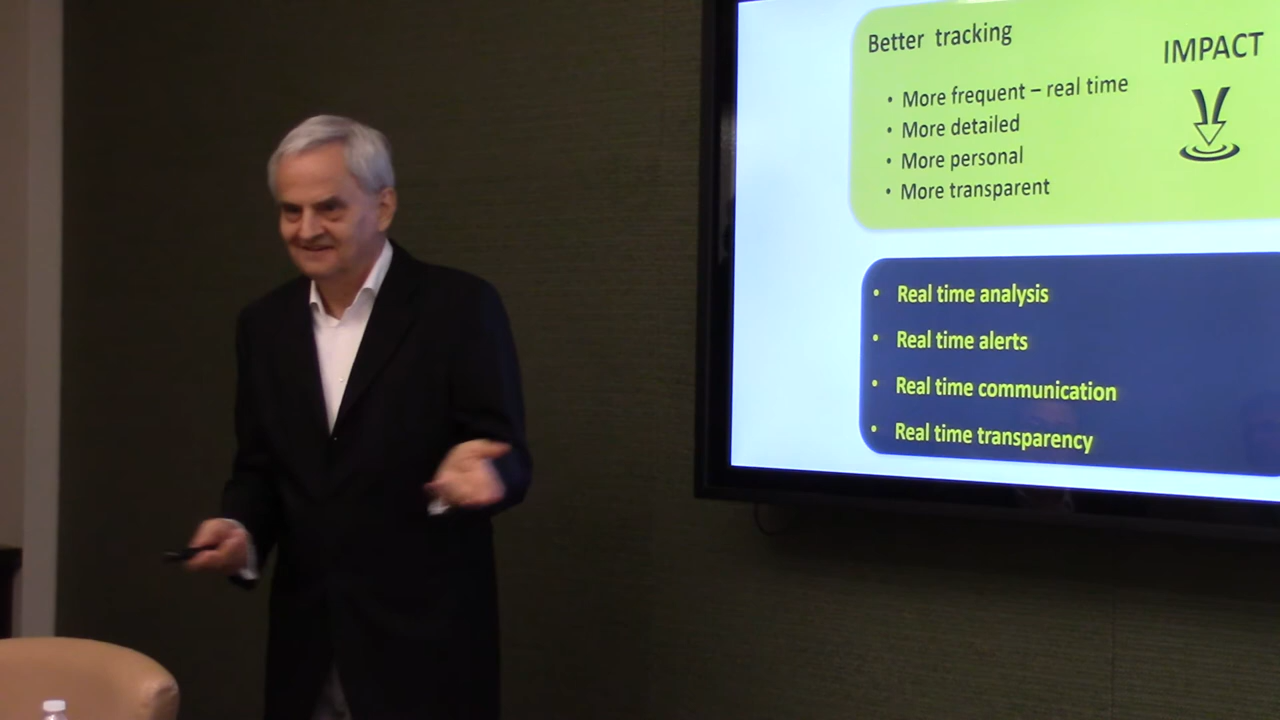 Better tracking
IMPACT
• More frequent – real time
• More detailed
• More personal
• More transparent
• Real time analysis
• Real time alerts
• Real time communication
• Real time transparency